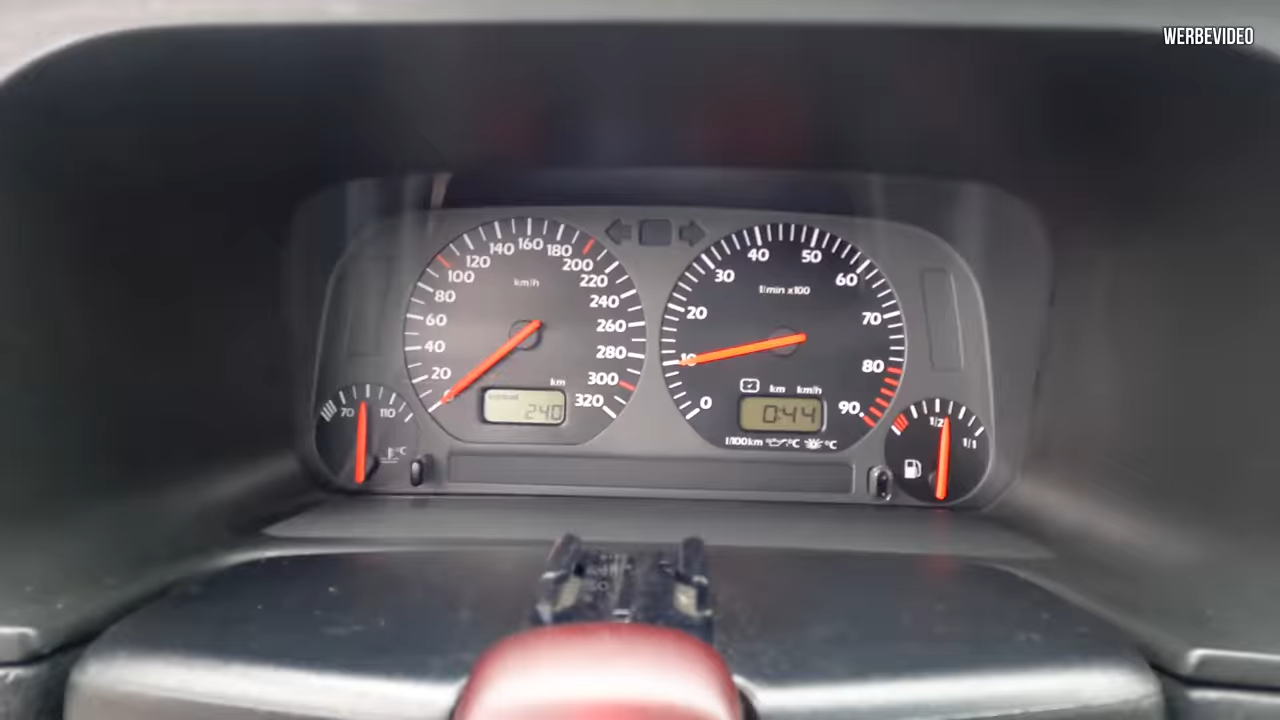 WERBEVIDEO
0 20 40 60 80 100 120 140 160 180 200 220 240 260 280 300 320
km/h
km
240
0 10 20 30 40 50 60 70 80 90
1/min x100
km km/h
0:44
l/100km °C °C
70 110
°C
1/2 1/1